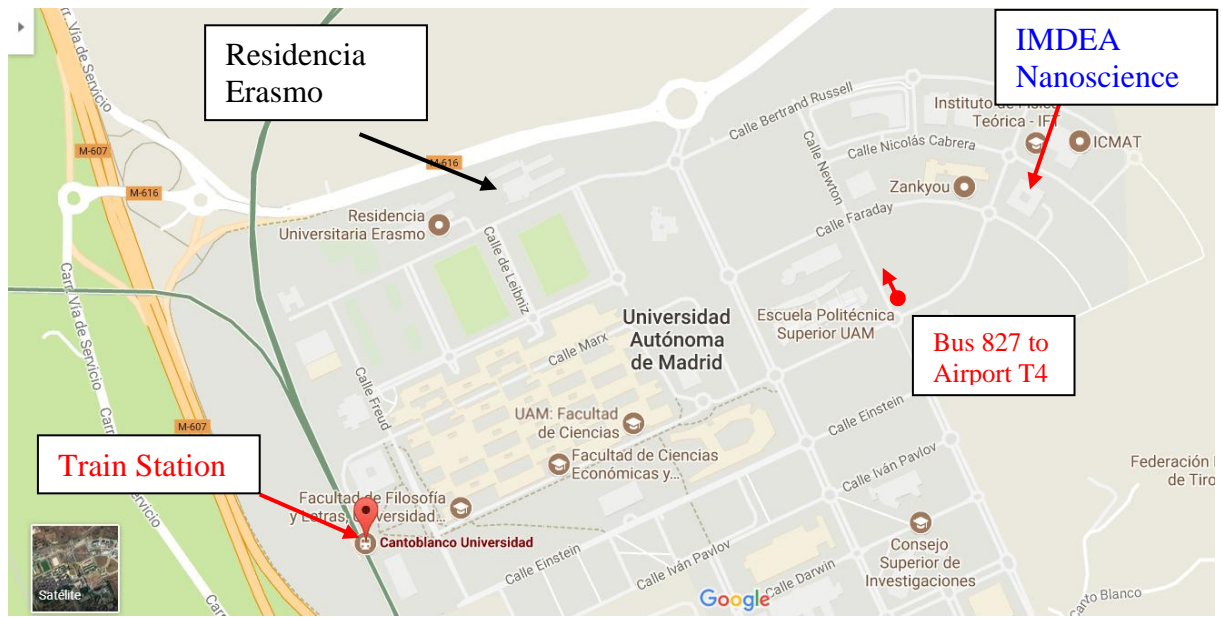 Carr. Vía de Servicio
Residencia
Erasmo
IMDEA
Nanoscience
Calle Bertrand Russell
Instituto de Física
Teórica - IFT
ICMAT
Calle Nicolás Cabrera
Calle Newton
Zankyou
Calle Faraday
M-607
M-616
M-616
Residencia
Universitaria Erasmo
Calle de Leibniz
Carr. Vía de Servicio
Universidad
Autónoma
de Madrid
Escuela Politécnica
Superior UAM
Bus 827 to
Airport T4
Calle Marx
Calle Freud
UAM: Facultad
de Ciencias
Calle Einstein
M-607
Train Station
Facultad de Ciencias
Económicas y...
Calle Iván Pavlov
Federación
de Tiro
Facultad de Filosofía
y Letras, Universidad...
Cantoblanco Universidad
Consejo
Superior de
Investigaciones
Calle Einstein
Calle Iván Pavlov
Calle Darwin
Satélite
Google
Blanco